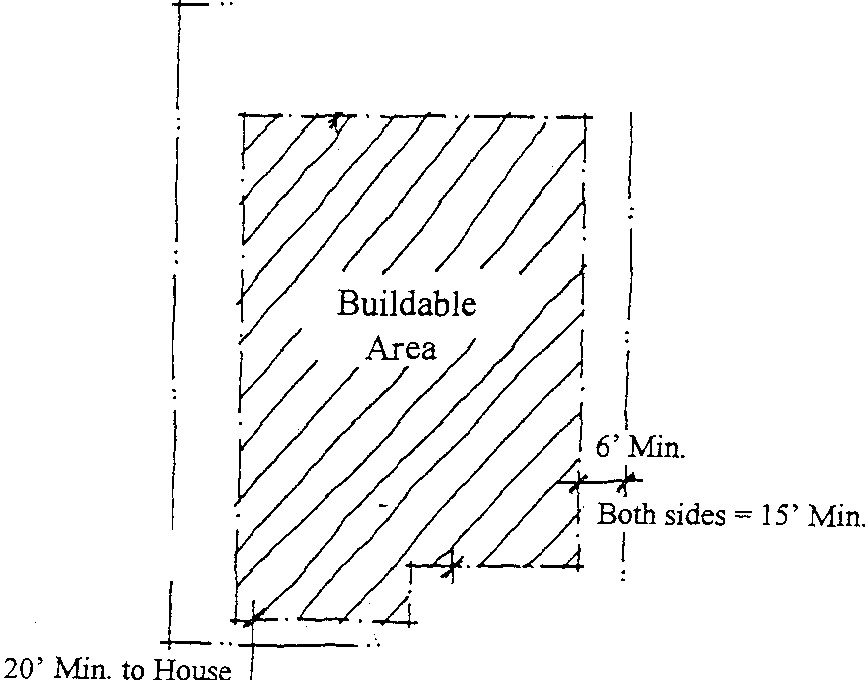 Buildable
Area
6’ Min.
Both sides = 15’ Min.
20’ Min. to House